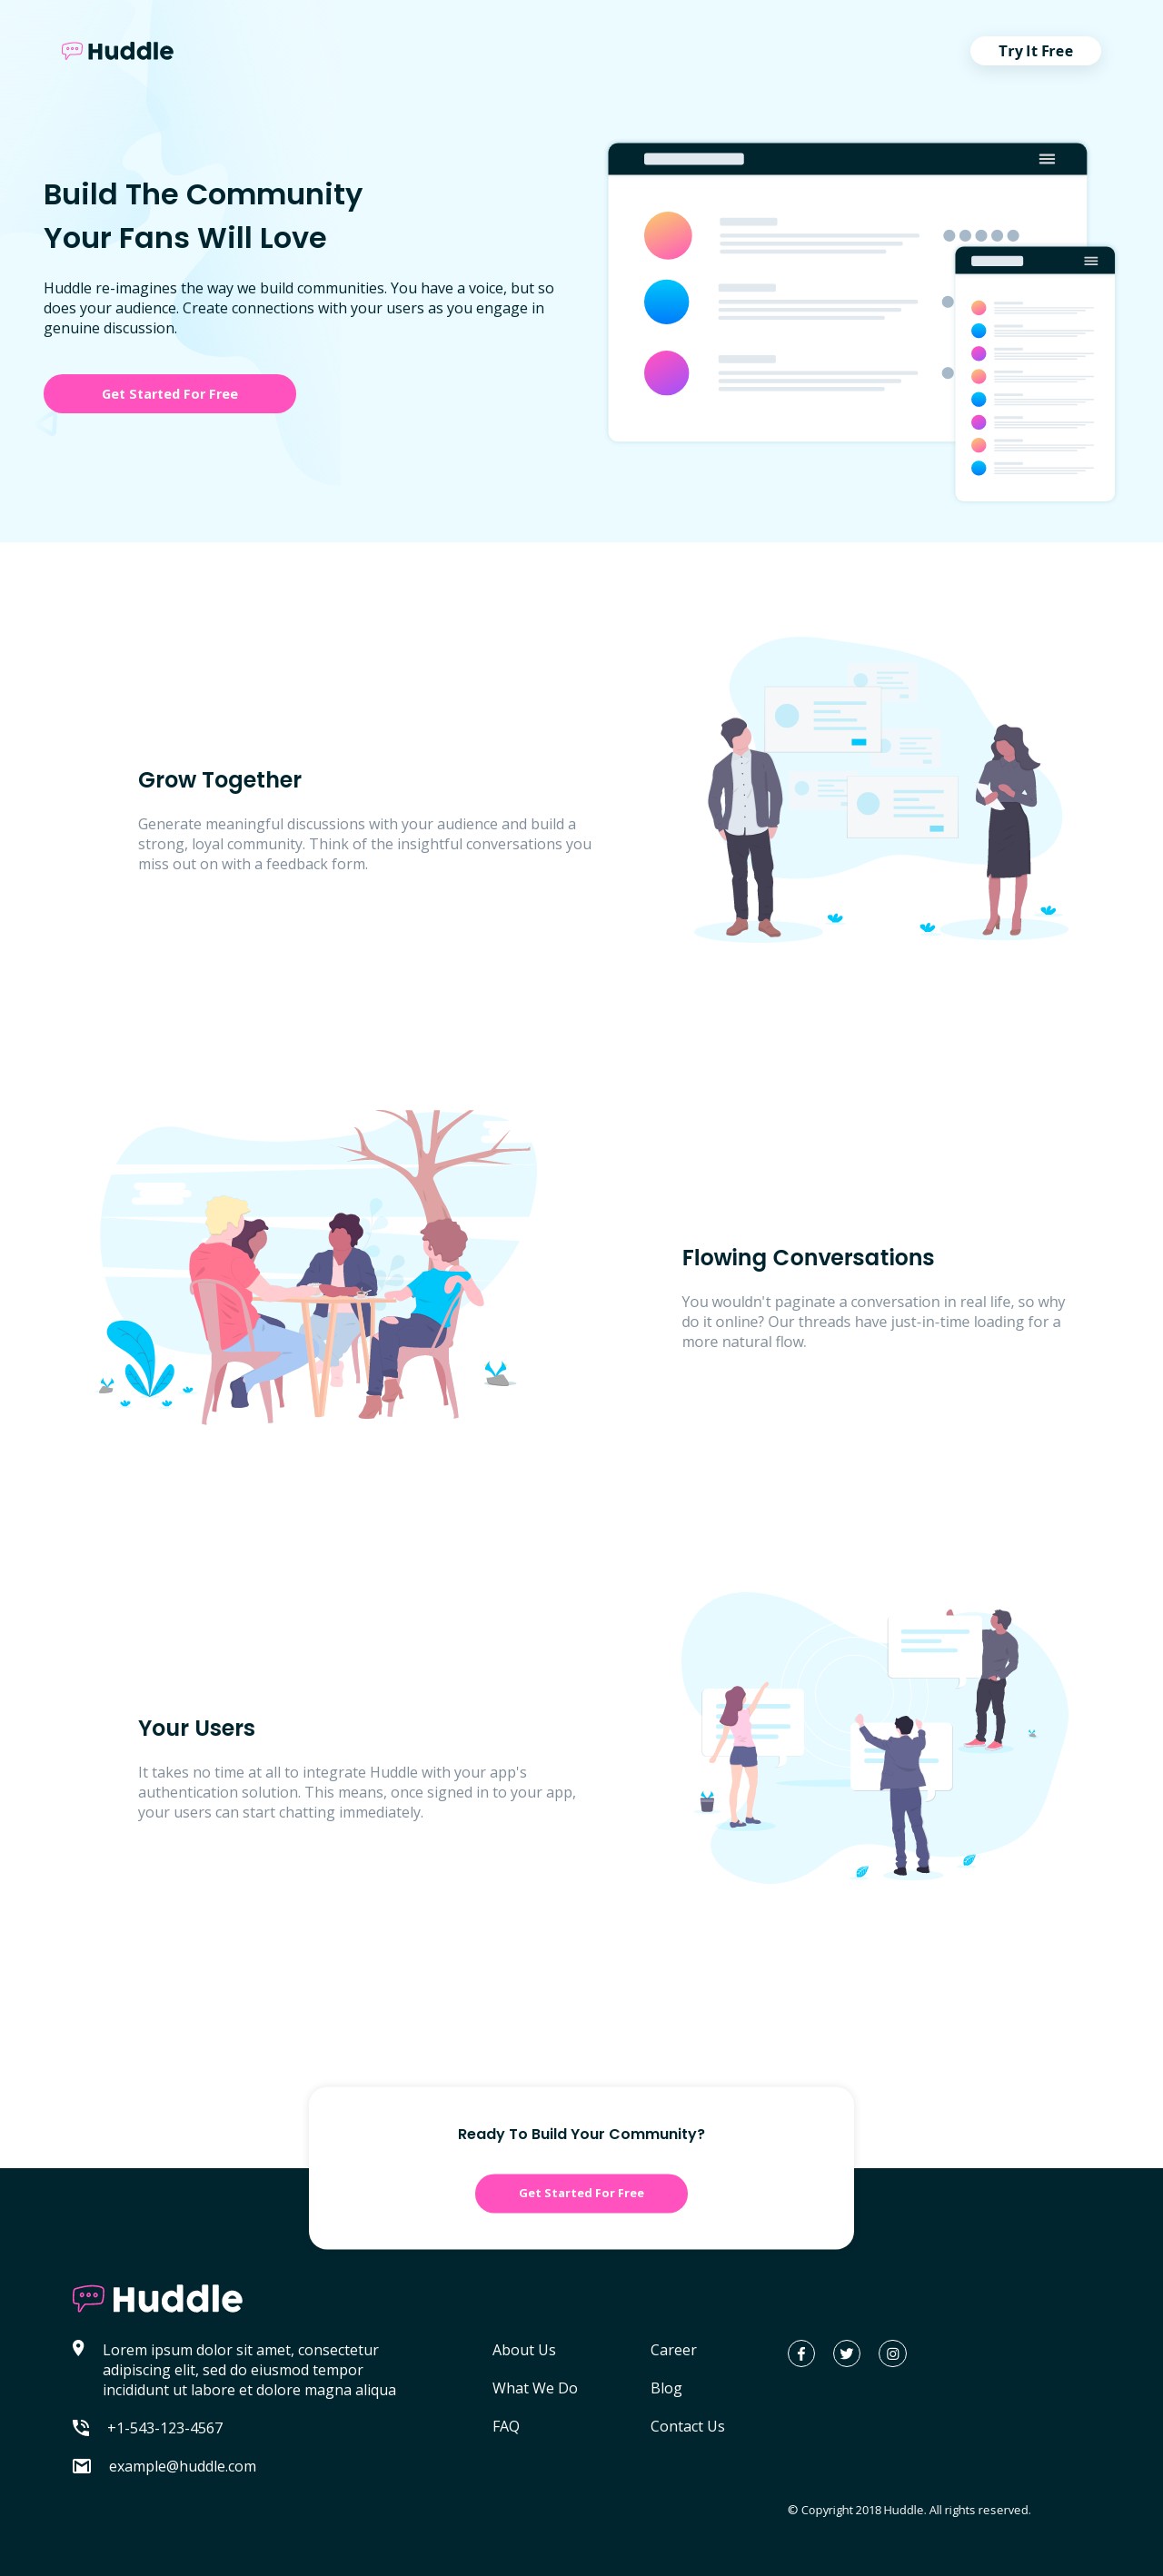 Huddle
Try It Free
Build The Community
Your Fans Will Love
Huddle re-imagines the way we build communities. You have a voice, but so
does your audience. Create connections with your users as you engage in
genuine discussion.
Get Started For Free
Grow Together
Generate meaningful discussions with your audience and build a
strong, loyal community. Think of the insightful conversations you
miss out on with a feedback form.
Flowing Conversations
You wouldn't paginate a conversation in real life, so why
do it online? Our threads have just-in-time loading for a
more natural flow.
Your Users
It takes no time at all to integrate Huddle with your app's
authentication solution. This means, once signed in to your app,
your users can start chatting immediately.
Ready To Build Your Community?
Get Started For Free
Huddle
Lorem ipsum dolor sit amet, consectetur
adipiscing elit, sed do eiusmod tempor
incididunt ut labore et dolore magna aliqua
+1-543-123-4567
example@huddle.com
About Us
What We Do
FAQ
Career
Blog
Contact Us
© Copyright 2018 Huddle. All rights reserved.